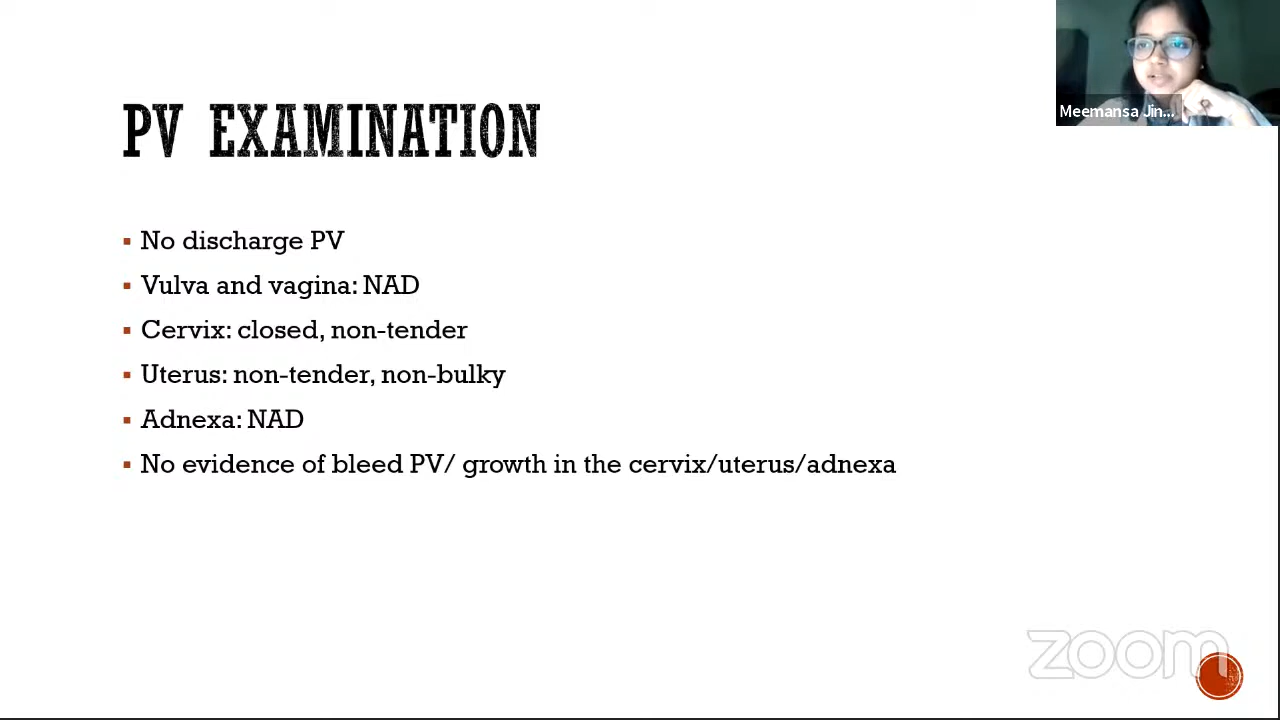 Meemansa Jin...
PV EXAMINATION
▪ No discharge PV
▪ Vulva and vagina: NAD
▪ Cervix: closed, non-tender
▪ Uterus: non-tender, non-bulky
▪ Adnexa: NAD
▪ No evidence of bleed PV/ growth in the cervix/uterus/adnexa
zoom